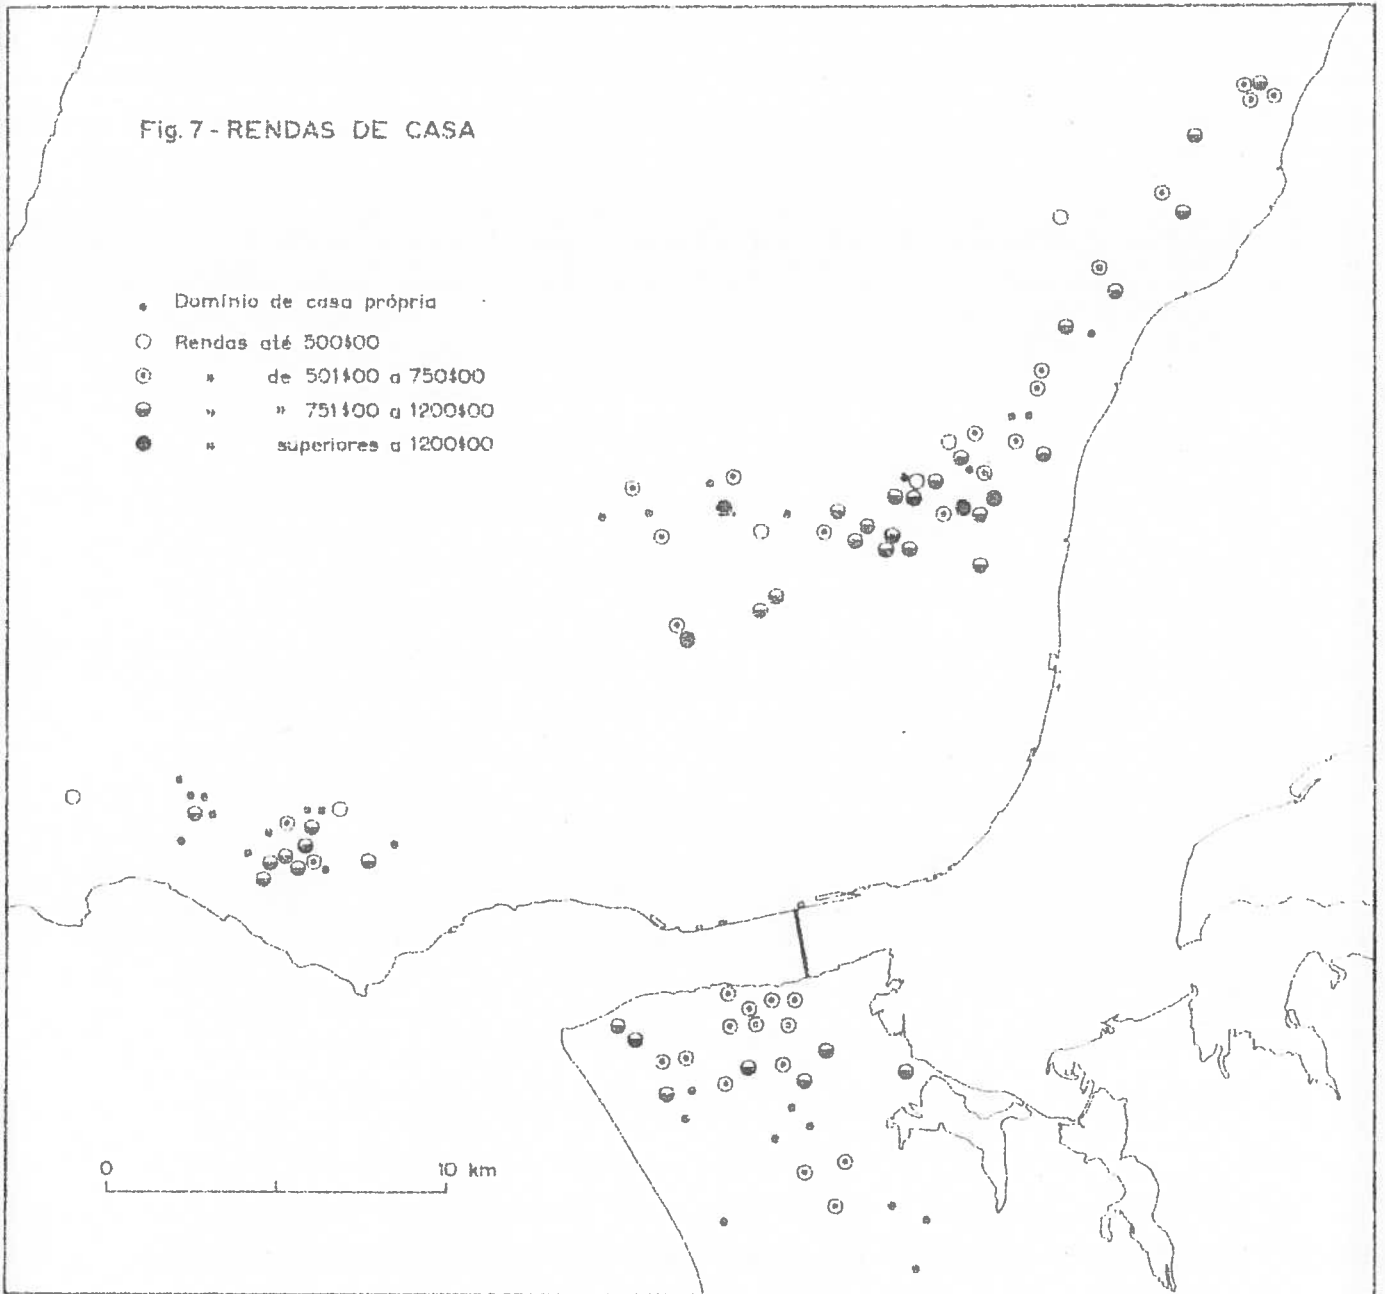 Fig. 7 - RENDAS DE CASA
Domínio de casa própria
Rendas até 500$00
" de 501$00 a 750$00
" " 751$00 a 1200$00
" superiores a 1200$00
0 10 km